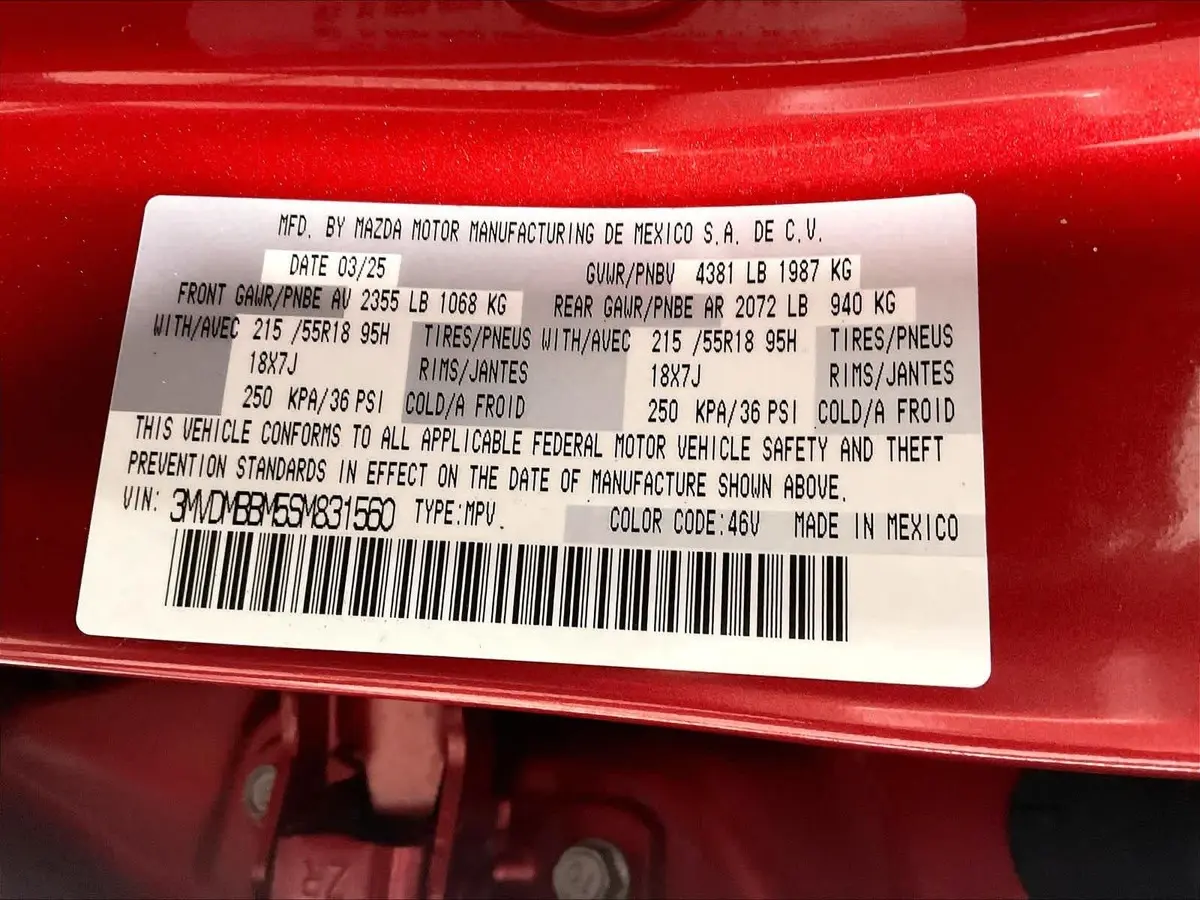 MFD. BY MAZDA MOTOR MANUFACTURING DE MEXICO S.A. DE C.V.
DATE 03/25 GVWR/PNBV 4381 LB 1987 KG
FRONT GAWR/PNBE AV 2355 LB 1068 KG REAR GAWR/PNBE AR 2072 LB 940 KG
WITH/AVEC 215 /55R18 95H TIRES/PNEUS WITH/AVEC 215 /55R18 95H TIRES/PNEUS
18X7J RIMS/JANTES 18X7J RIMS/JANTES
250 KPA/36 PSI COLD/A FROID 250 KPA/36 PSI COLD/A FROID
THIS VEHICLE CONFORMS TO ALL APPLICABLE FEDERAL MOTOR VEHICLE SAFETY AND THEFT
PREVENTION STANDARDS IN EFFECT ON THE DATE OF MANUFACTURE SHOWN ABOVE.
VIN: 3MVDMBBM5SM831560 TYPE:MPV. COLOR CODE:46V MADE IN MEXICO
ZR